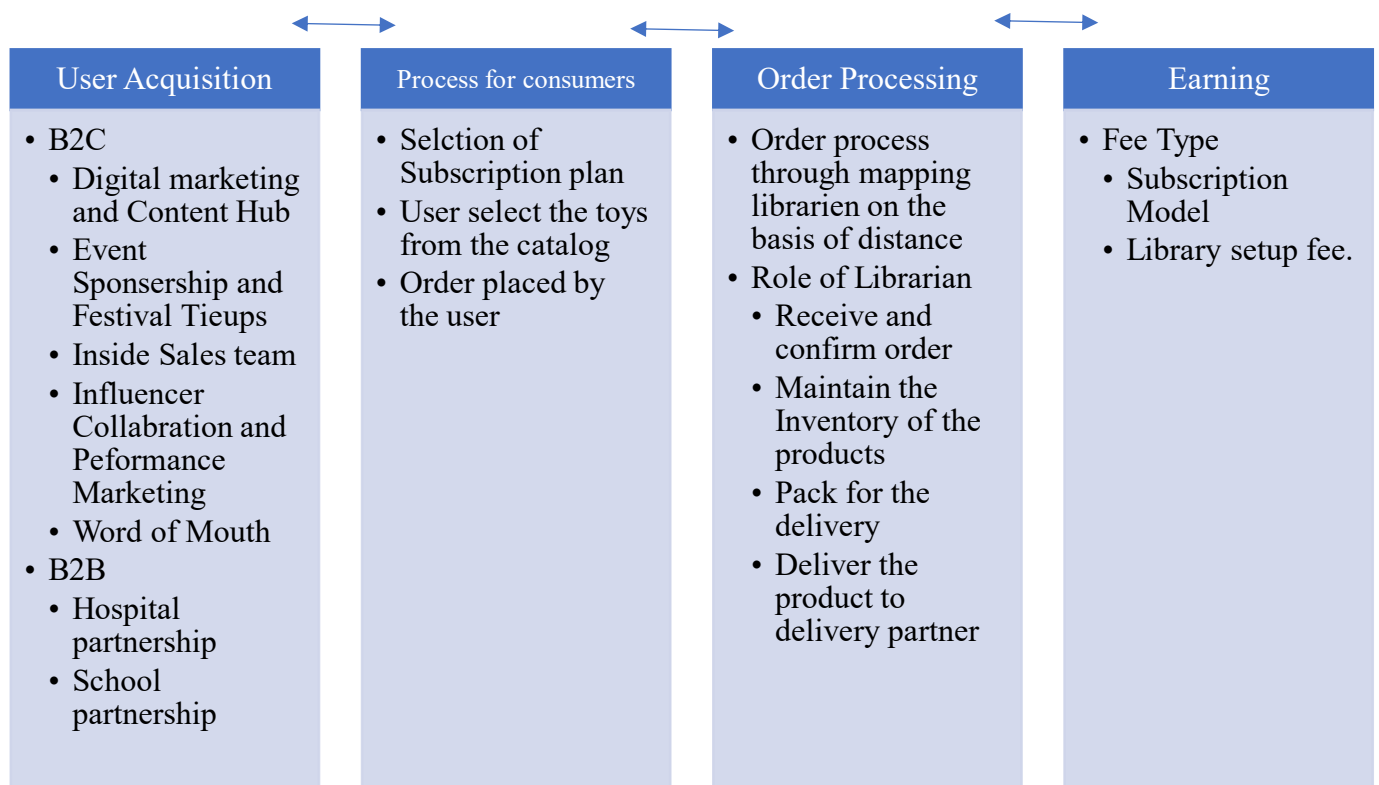 User Acquisition
• B2C
• Digital marketing
and Content Hub
• Event
Sponsership and
Festival Tieups
• Inside Sales team
• Influencer
Collabration and
Peformance
Marketing
• Word of Mouth
• B2B
• Hospital
partnership
• School
partnership
Process for consumers
• Selction of
Subscription plan
• User select the toys
from the catalog
• Order placed by
the user
Order Processing
• Order process
through mapping
librarien on the
basis of distance
• Role of Librarian
• Receive and
confirm order
• Maintain the
Inventory of the
products
• Pack for the
delivery
• Deliver the
product to
delivery partner
Earning
• Fee Type
• Subscription
Model
• Library setup fee.